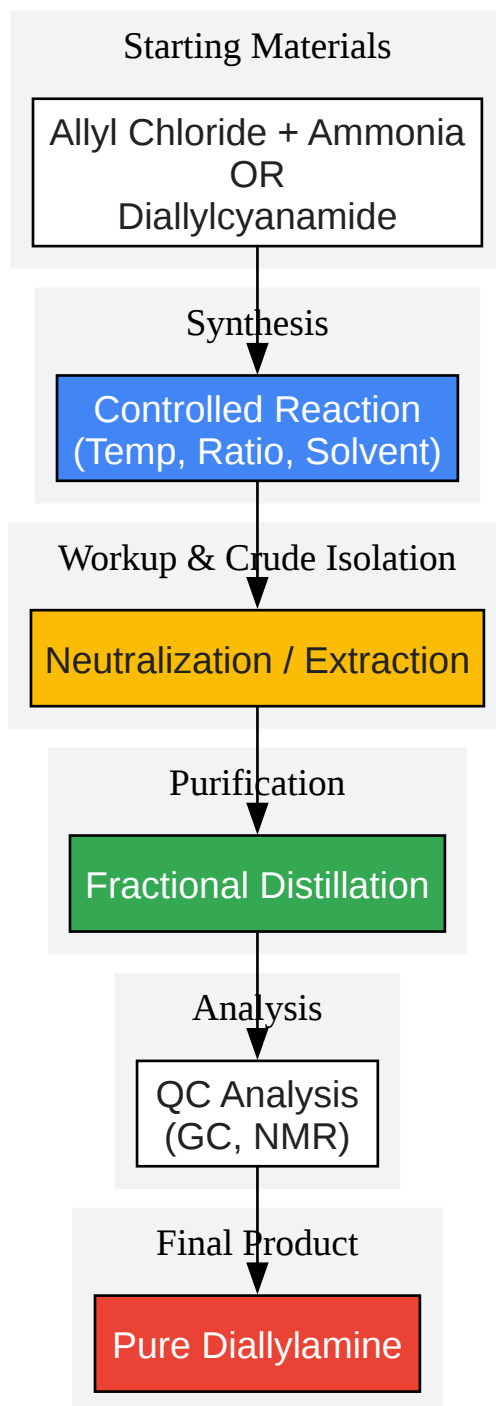 Starting Materials
Allyl Chloride + Ammonia
OR
Diallylcyanamide
Synthesis
Controlled Reaction
(Temp, Ratio, Solvent)
Workup & Crude Isolation
Neutralization / Extraction
Purification
Fractional Distillation
Analysis
QC Analysis
(GC, NMR)
Final Product
Pure Diallylamine